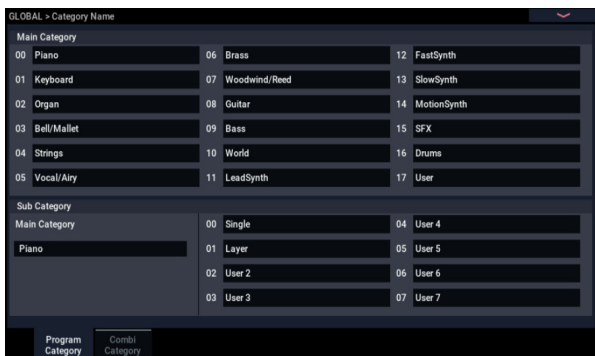 GLOBAL > Category Name
Main Category
00 Piano 06 Brass 12 FastSynth
01 Keyboard 07 Woodwind/Reed 13 SlowSynth
02 Organ 08 Guitar 14 MotionSynth
03 Bell/Mallet 09 Bass 15 SFX
04 Strings 10 World 16 Drums
05 Vocal/Airy 11 LeadSynth 17 User
Sub Category
Main Category 00 Single 04 User 4
Piano 01 Layer 05 User 5
02 User 2 06 User 6
03 User 3 07 User 7
Program Combi
Category Category